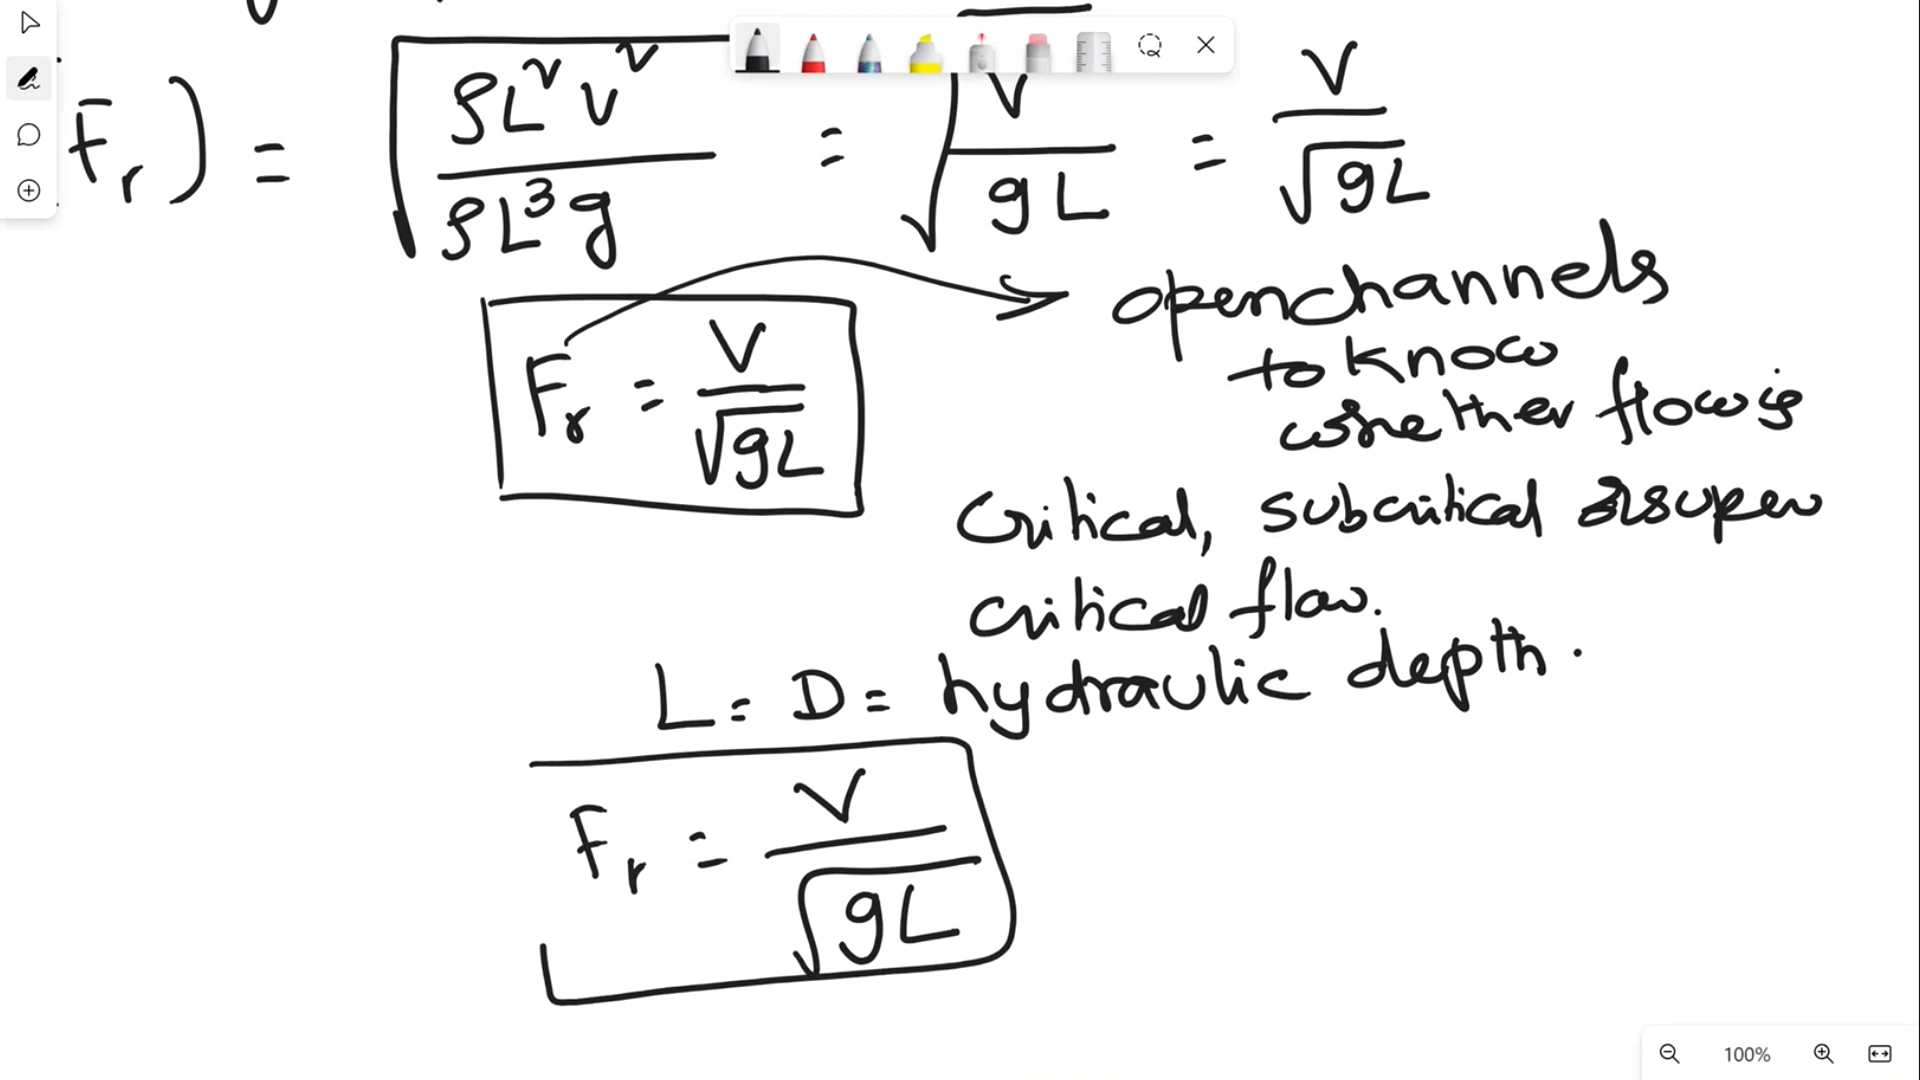 Fr) = √(ρL²v² / ρL³g) = √(v / gL) = v / √gL
openchannels
to know
Fr = v / √gL
whether flow is
critical, subcritical or super
critical flow.
L = D = hydraulic depth.
Fr = v / √gL
100%